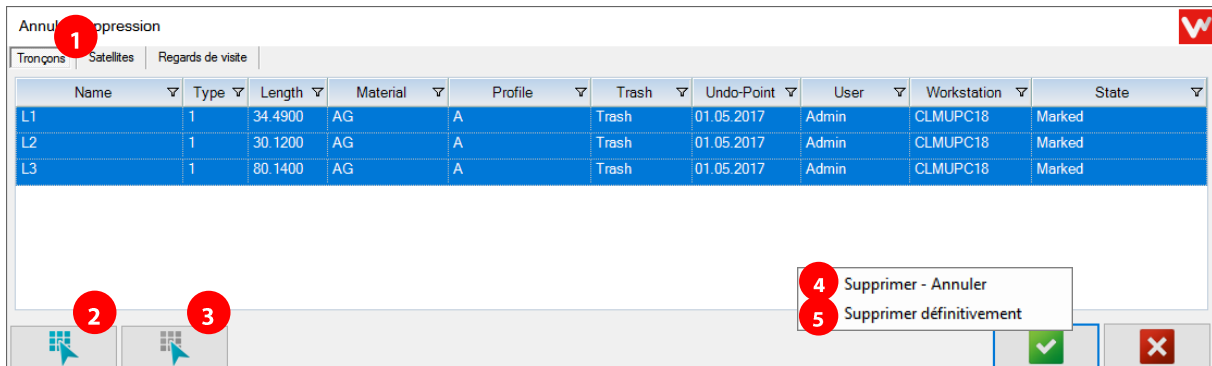 Annul ppression
1
Tronçons Satellites Regards de visite
Name Type Length Material Profile Trash Undo-Point User Workstation State
L1 1 34.4900 AG A Trash 01.05.2017 Admin CLMUPC18 Marked
L2 1 30.1200 AG A Trash 01.05.2017 Admin CLMUPC18 Marked
L3 1 80.1400 AG A Trash 01.05.2017 Admin CLMUPC18 Marked
4 Supprimer - Annuler
5 Supprimer définitivement
2 3